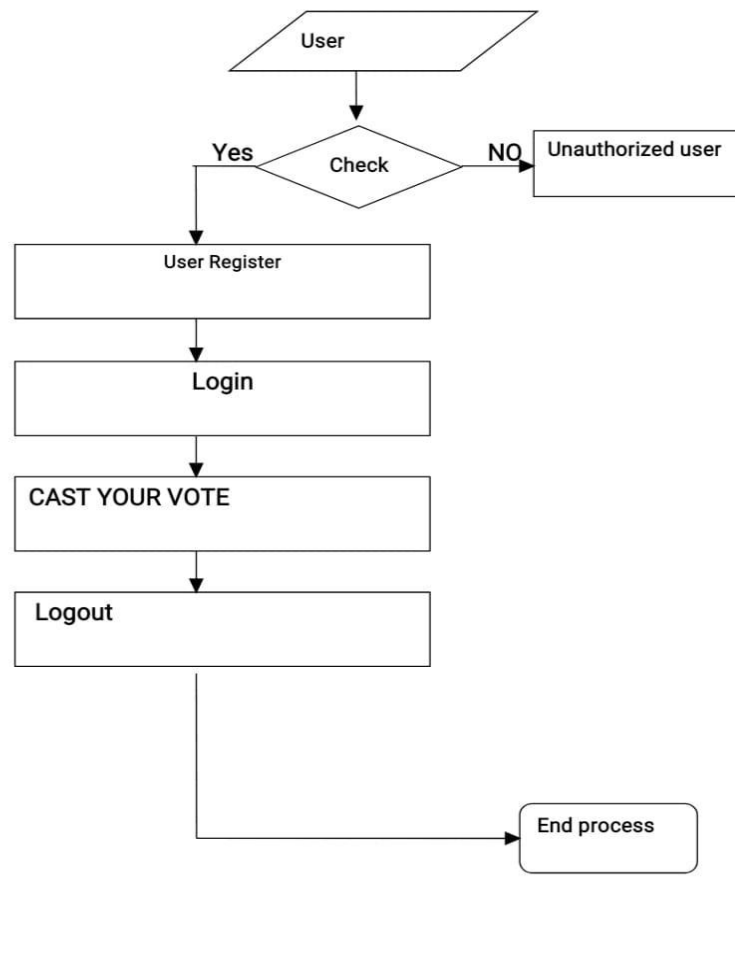 User
Yes
Check
NO
Unauthorized user
User Register
Login
CAST YOUR VOTE
Logout
End process